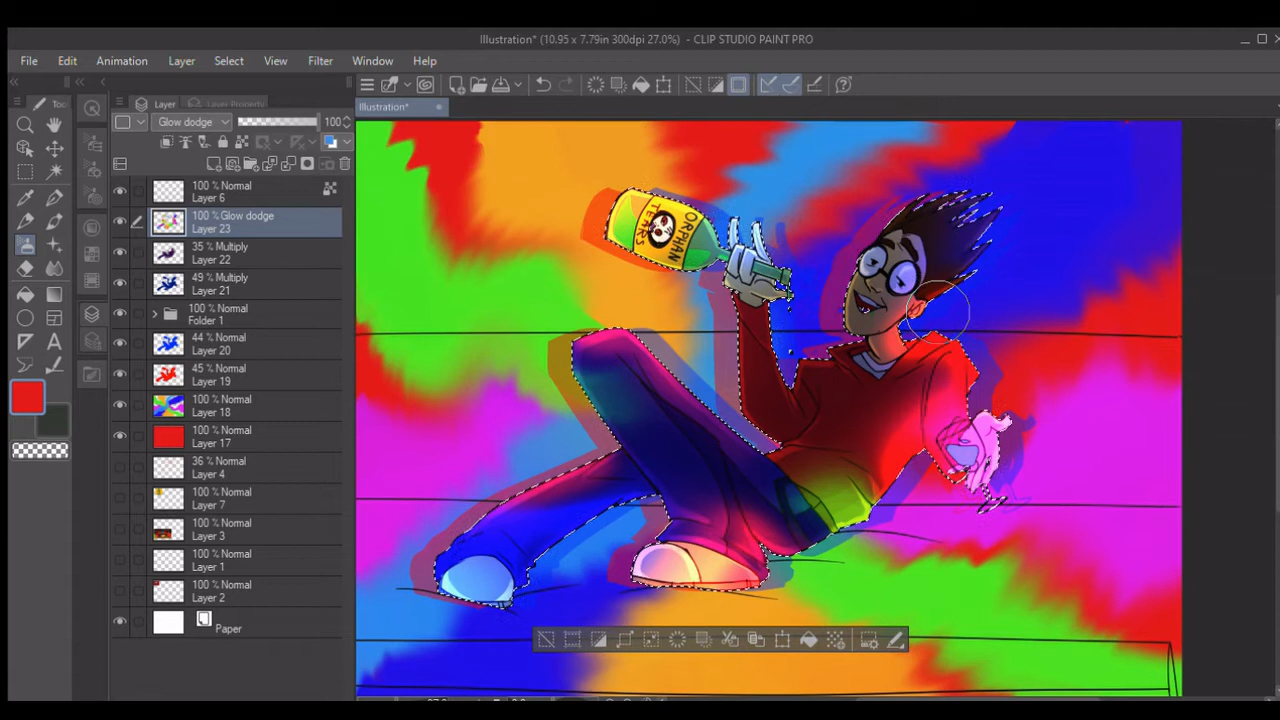 Illustration* (10.95 x 7.79in 300dpi 27.0%) - CLIP STUDIO PAINT PRO
File Edit Animation Layer Select View Filter Window Help
Too Layer Layer Property Illustration*
Glow dodge 100
100 % Normal
Layer 6
100 % Glow dodge
Layer 23
35 % Multiply
Layer 22
49 % Multiply
Layer 21
100 % Normal
Folder 1
44 % Normal
Layer 20
45 % Normal
Layer 19
100 % Normal
Layer 18
100 % Normal
Layer 17
36 % Normal
Layer 4
100 % Normal
Layer 7
100 % Normal
Layer 3
100 % Normal
Layer 1
100 % Normal
Layer 2
Paper
ORPHAN
TEARS